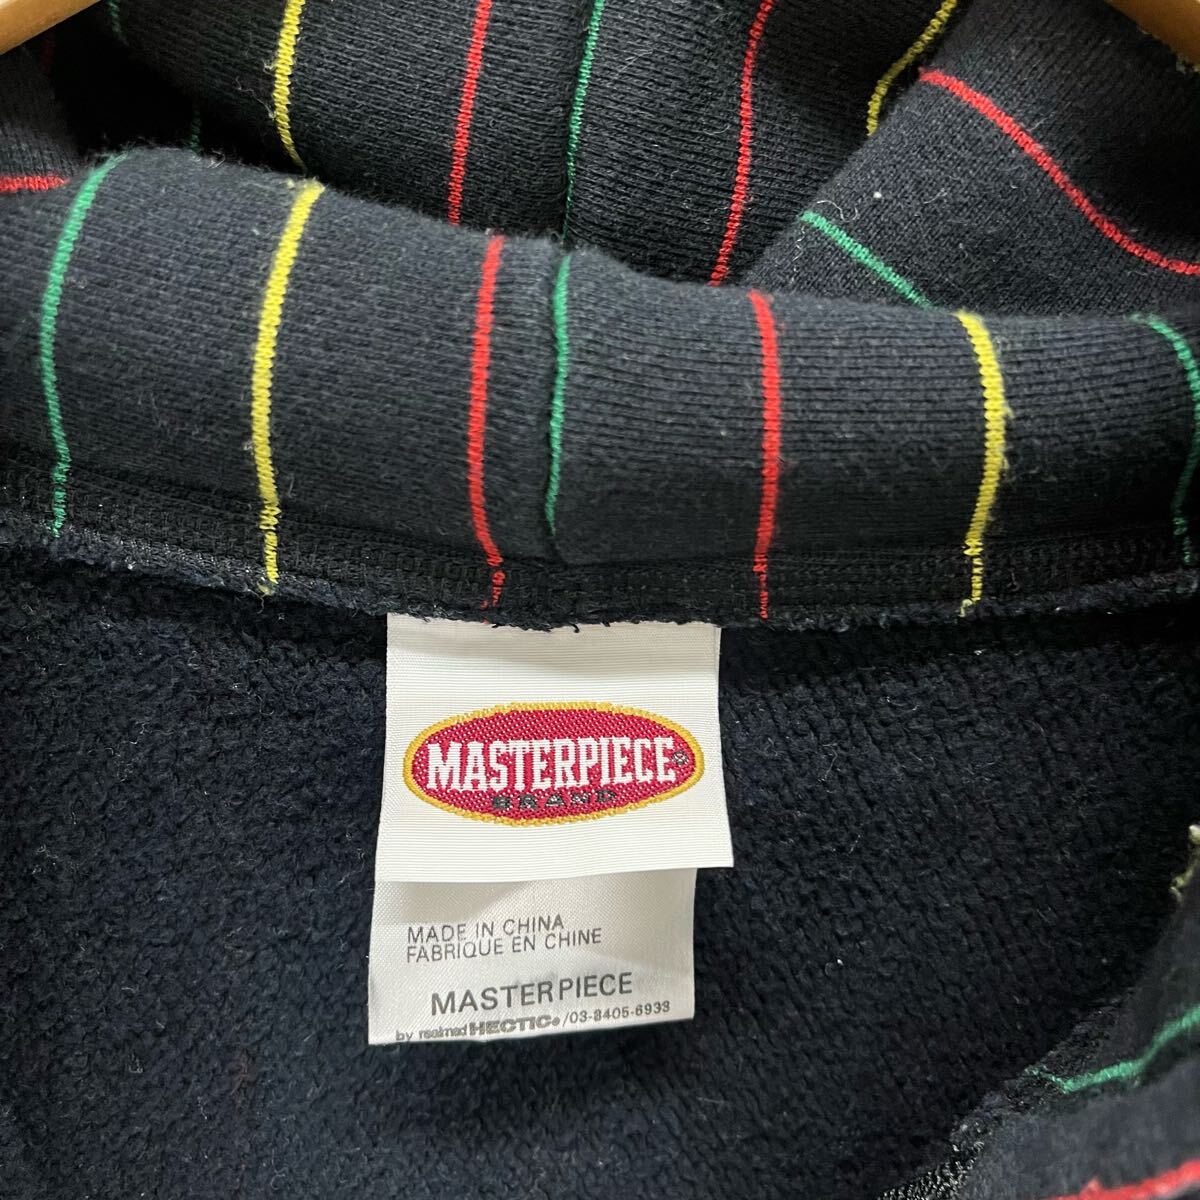 MASTERPIECE®
BRAND
MADE IN CHINA
FABRIQUE EN CHINE
MASTERPIECE
by realmad HECTIC®/03-8405-6933